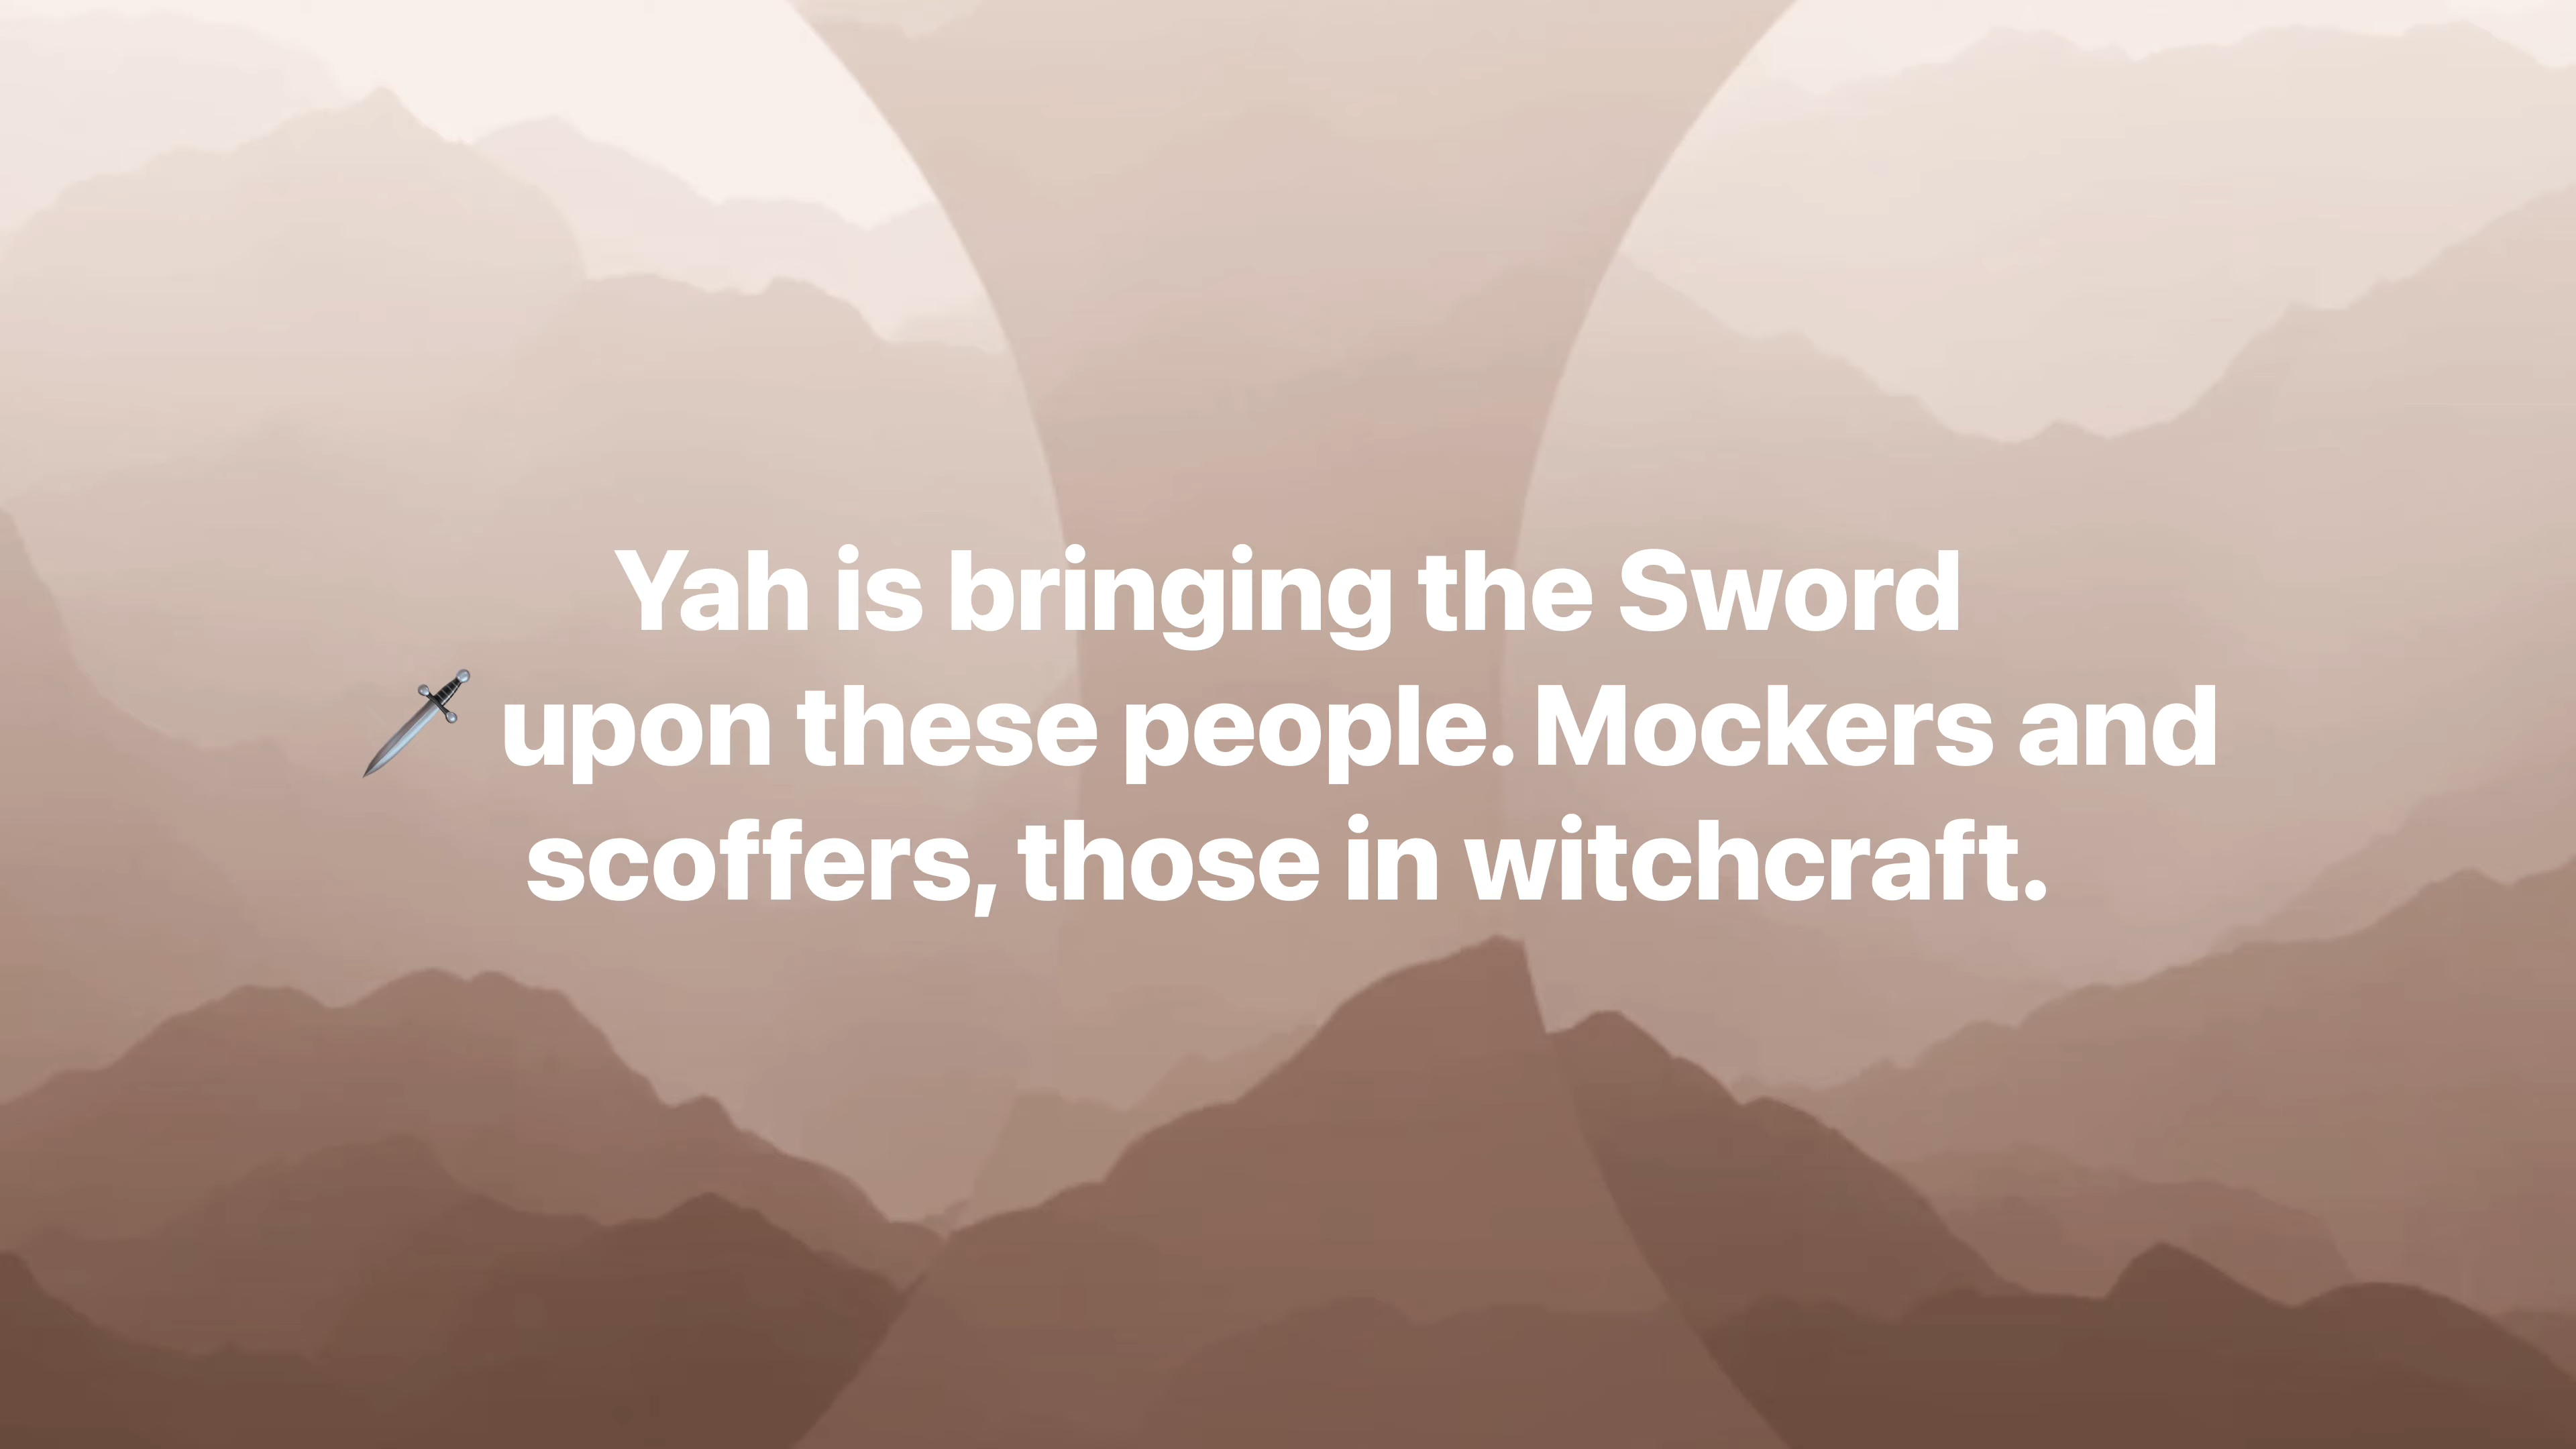 Yah is bringing the Sword
🗡️ upon these people. Mockers and
scoffers, those in witchcraft.